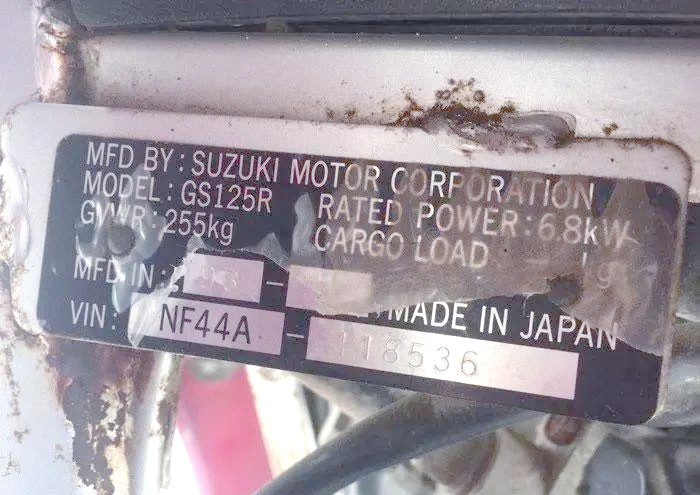 MFD BY : SUZUKI MOTOR CORPORATION
MODEL : GS125R RATED POWER : 6.8kW
GVWR : 255kg CARGO LOAD
MFD IN : 93 -
MADE IN JAPAN
VIN : NF44A - 118536